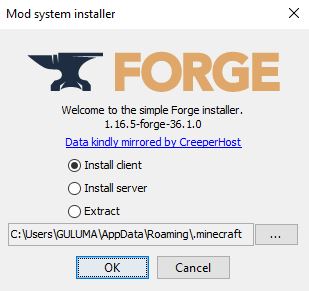 Mod system installer
FORGE
Welcome to the simple Forge installer.
1.16.5-forge-36.1.0
Data kindly mirrored by CreeperHost
Install client
Install server
Extract
C:\Users\GULUMA\AppData\Roaming\.minecraft
...
OK
Cancel